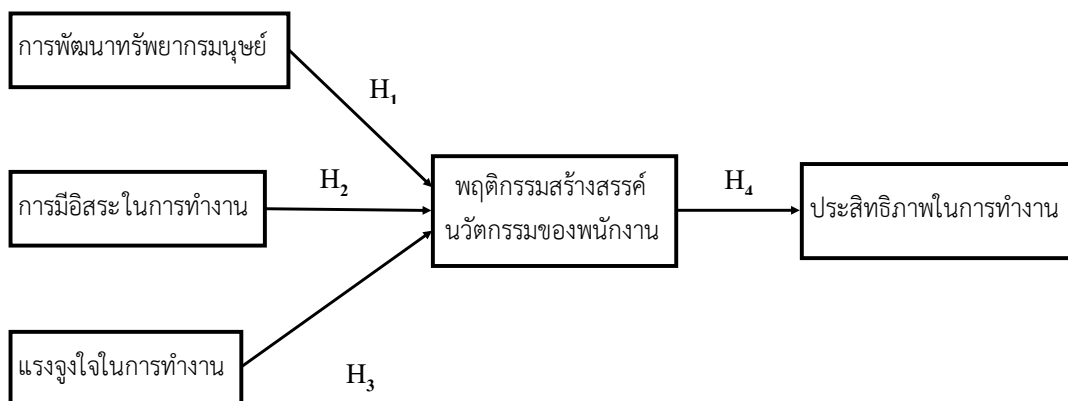 การพัฒนาทรัพยากรมนุษย์
H₁
การมีอิสระในการทำงาน
H₂
พฤติกรรมสร้างสรรค์
นวัตกรรมของพนักงาน
H₄
ประสิทธิภาพในการทำงาน
แรงจูงใจในการทำงาน
H₃